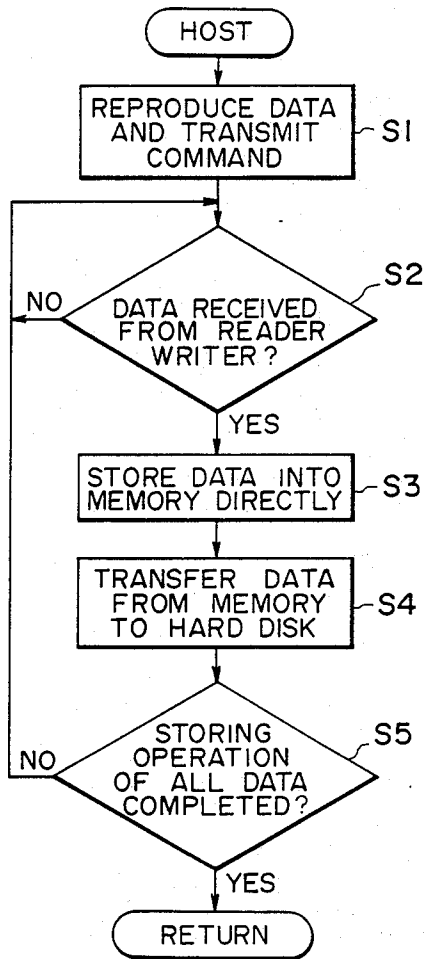 HOST
REPRODUCE DATA
AND TRANSMIT
COMMAND
S1
S2
NO
DATA RECEIVED
FROM READER
WRITER?
YES
STORE DATA INTO
MEMORY DIRECTLY
S3
TRANSFER DATA
FROM MEMORY
TO HARD DISK
S4
S5
NO
STORING
OPERATION
OF ALL DATA
COMPLETED?
YES
RETURN